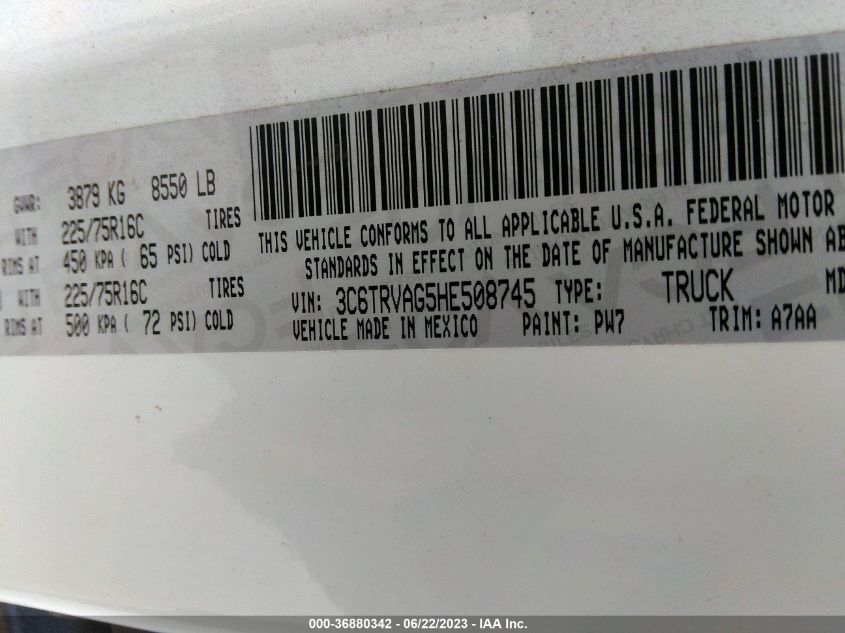 GVWR: 3879 KG 8550 LB
WITH 225/75R16C TIRES
RIMS AT 450 KPA ( 65 PSI) COLD
WITH 225/75R16C TIRES
RIMS AT 500 KPA ( 72 PSI) COLD
THIS VEHICLE CONFORMS TO ALL APPLICABLE U.S.A. FEDERAL MOTOR
STANDARDS IN EFFECT ON THE DATE OF MANUFACTURE SHOWN AB
VIN: 3C6TRVAG5HE508745 TYPE: TRUCK MD
VEHICLE MADE IN MEXICO PAINT: PW7 TRIM: A7AA
000-36880342 - 06/22/2023 - IAA Inc.